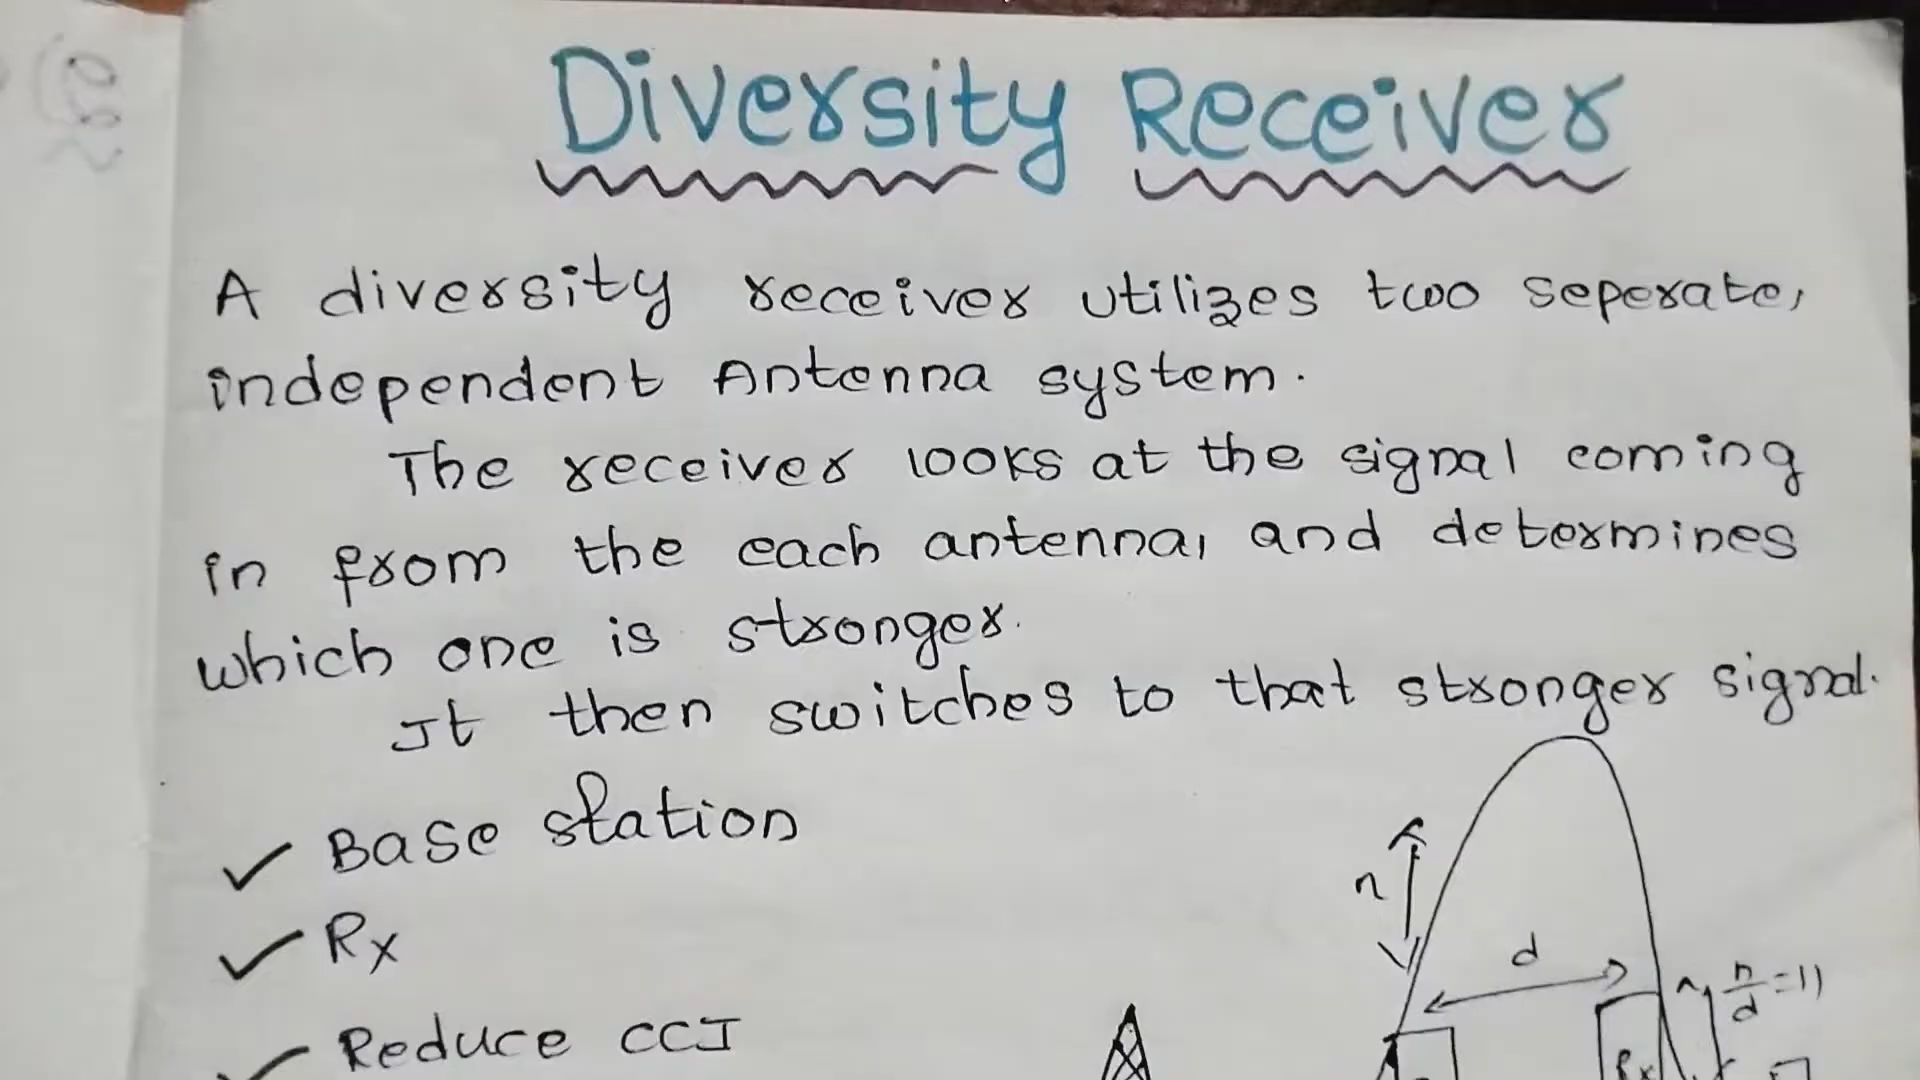 Diversity Receiver
A diversity receiver utilizes two seperate,
independent Antenna system.
The receiver looks at the signal coming
in from the each antenna, and determines
which one is stronger.
It then switches to that stronger signal.
✓ Base station
n
✓ Rx
d
n/d = 11
✓ Reduce CCI
Rx